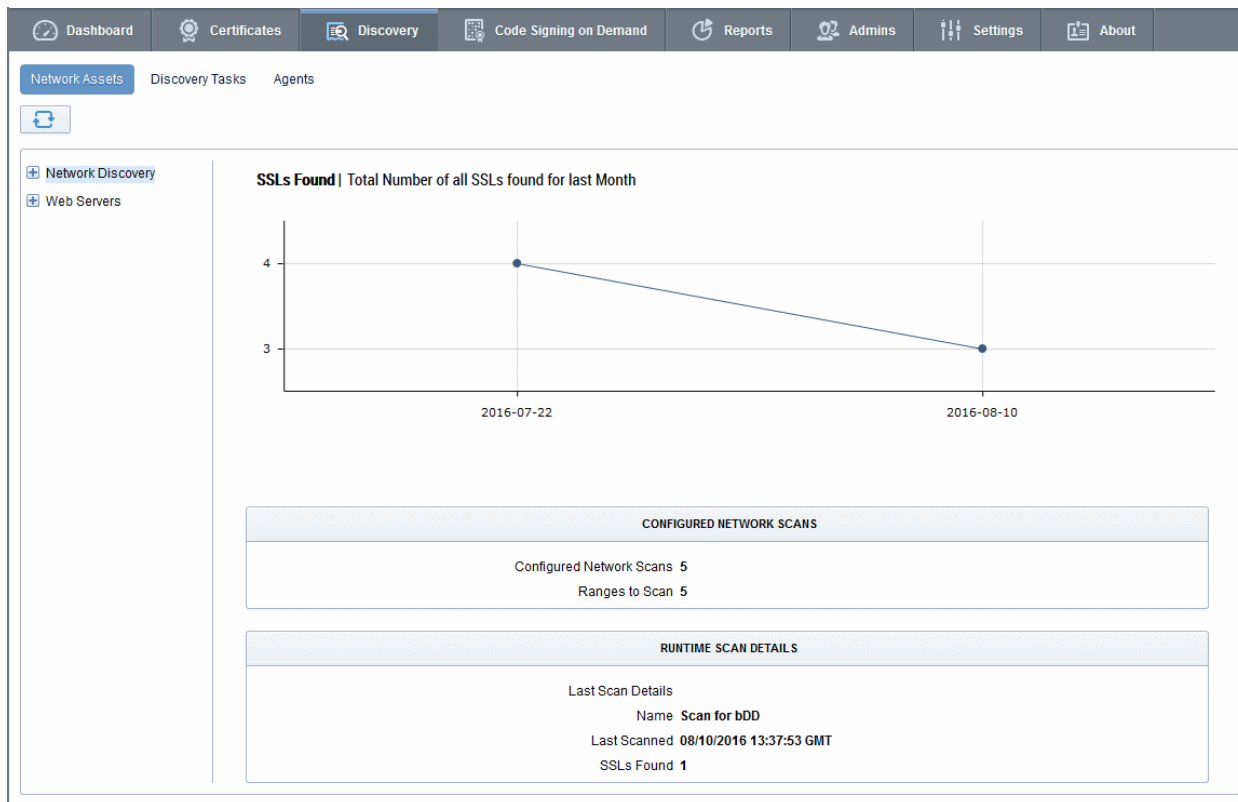 Dashboard Certificates Discovery Code Signing on Demand Reports Admins Settings About
Network Assets Discovery Tasks Agents
Network Discovery
Web Servers
SSLs Found | Total Number of all SSLs found for last Month
4
3
2016-07-22 2016-08-10
CONFIGURED NETWORK SCANS
Configured Network Scans 5
Ranges to Scan 5
RUNTIME SCAN DETAILS
Last Scan Details
Name Scan for bDD
Last Scanned 08/10/2016 13:37:53 GMT
SSLs Found 1